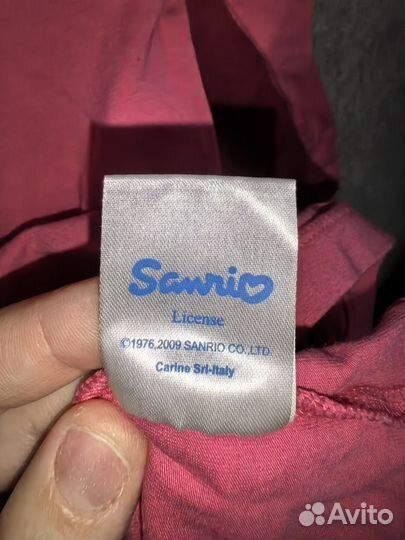 Sanrio
License
©1976,2009 SANRIO CO.,LTD.
Carine Srl-Italy
Avito